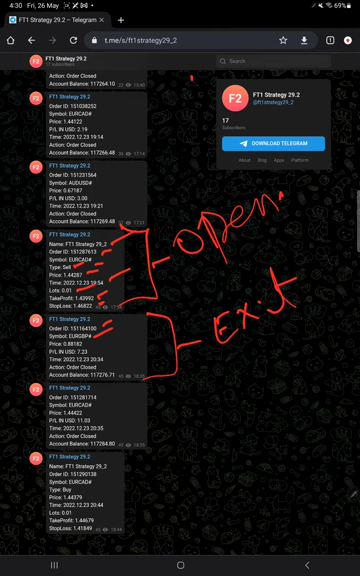 4:30 Fri, 26 May
69%
FT1 Strategy 29.2 – Telegram
t.me/s/ft1strategy29_2
FT1 Strategy 29.2
17 subscribers
Search
Action: Order Closed
Account Balance: 117264.10
FT1 Strategy 29.2
Order ID: 151038252
Symbol: EURCAD#
Price: 1.44122
P/L IN USD: 2.19
Time: 2022.12.23 19:14
Action: Order Closed
Account Balance: 117266.48
FT1 Strategy 29.2
Order ID: 151231564
Symbol: AUDUSD#
Price: 0.67187
P/L IN USD: 3.00
Time: 2022.12.23 19:21
Action: Order Closed
Account Balance: 117269.48
FT1 Strategy 29.2
Name: FT1 Strategy 29_2
Order ID: 151287613
Symbol: EURCAD#
Type: Sell
Price: 1.44287
Time: 2022.12.23 19:54
Lots: 0.01
TakeProfit: 1.43992
StopLoss: 1.46822
FT1 Strategy 29.2
Order ID: 151164100
Symbol: EURGBP#
Price: 0.88182
P/L IN USD: 7.23
Time: 2022.12.23 20:34
Action: Order Closed
Account Balance: 117276.71
FT1 Strategy 29.2
Order ID: 151281714
Symbol: EURCAD#
Price: 1.44422
P/L IN USD: 11.03
Time: 2022.12.23 20:35
Action: Order Closed
Account Balance: 117284.80
FT1 Strategy 29.2
Name: FT1 Strategy 29_2
Order ID: 151290138
Symbol: EURCAD#
Type: Buy
Price: 1.44379
Time: 2022.12.23 20:44
Lots: 0.01
TakeProfit: 1.44679
StopLoss: 1.41849
F2
FT1 Strategy 29.2
@ft1strategy29_2
17
Subscribers
DOWNLOAD TELEGRAM
About Blog Apps Platform
open.
Exit